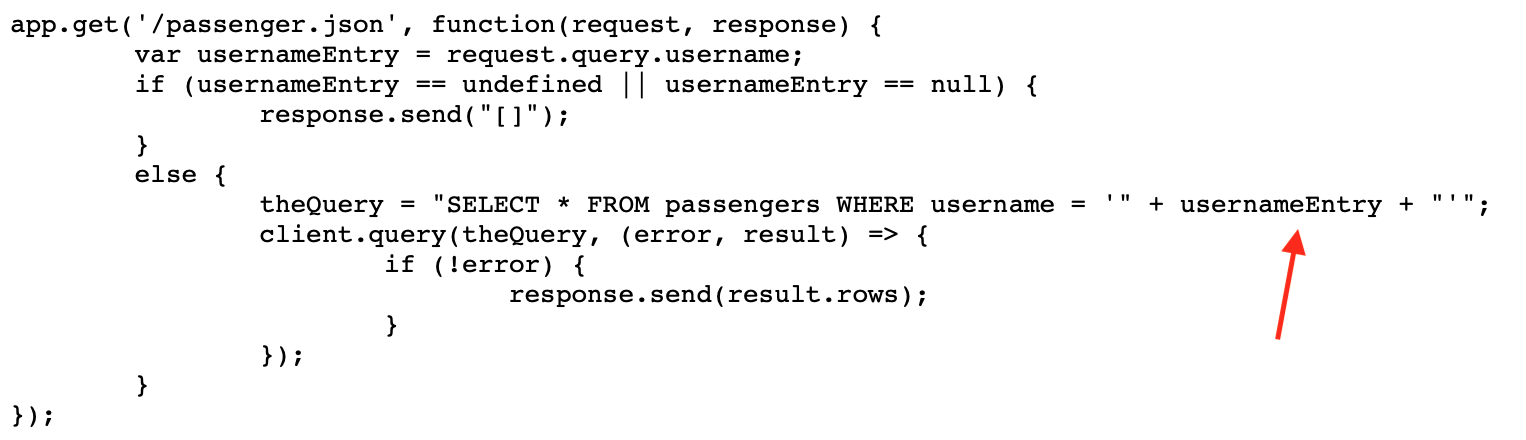 app.get('/passenger.json', function(request, response) {
        var usernameEntry = request.query.username;
        if (usernameEntry == undefined || usernameEntry == null) {
                response.send("[]");
        }
        else {
                theQuery = "SELECT * FROM passengers WHERE username = '" + usernameEntry + "'";
                client.query(theQuery, (error, result) => {
                        if (!error) {
                                response.send(result.rows);
                        }
                });
        }
});